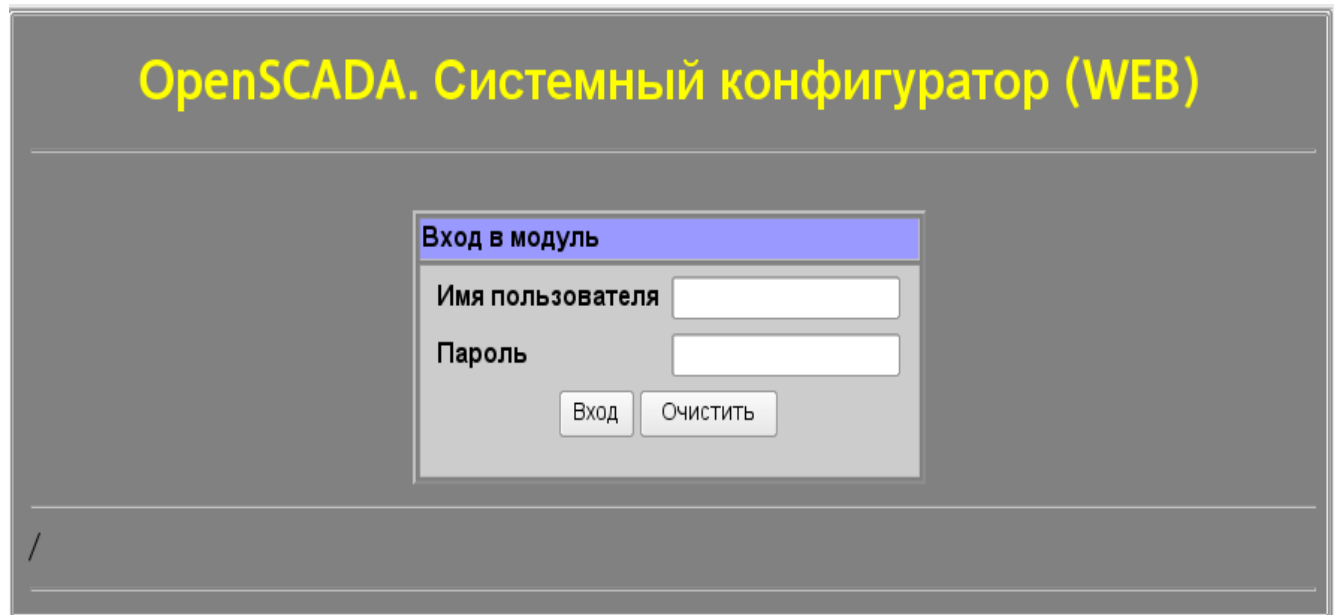 OpenSCADA. Системный конфигуратор (WEB)
Вход в модуль
Имя пользователя
Пароль
Вход Очистить
/